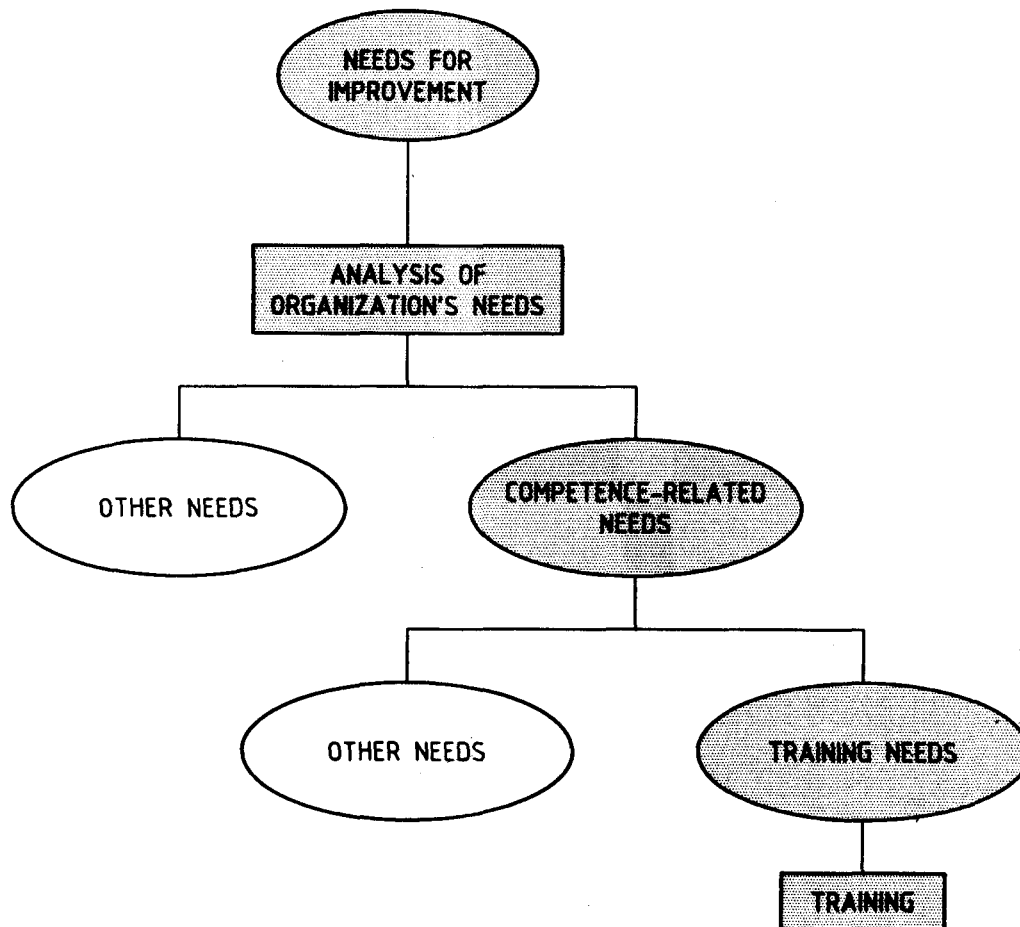 NEEDS FOR
IMPROVEMENT
ANALYSIS OF
ORGANIZATION'S NEEDS
OTHER NEEDS
COMPETENCE-RELATED
NEEDS
OTHER NEEDS
TRAINING NEEDS
TRAINING